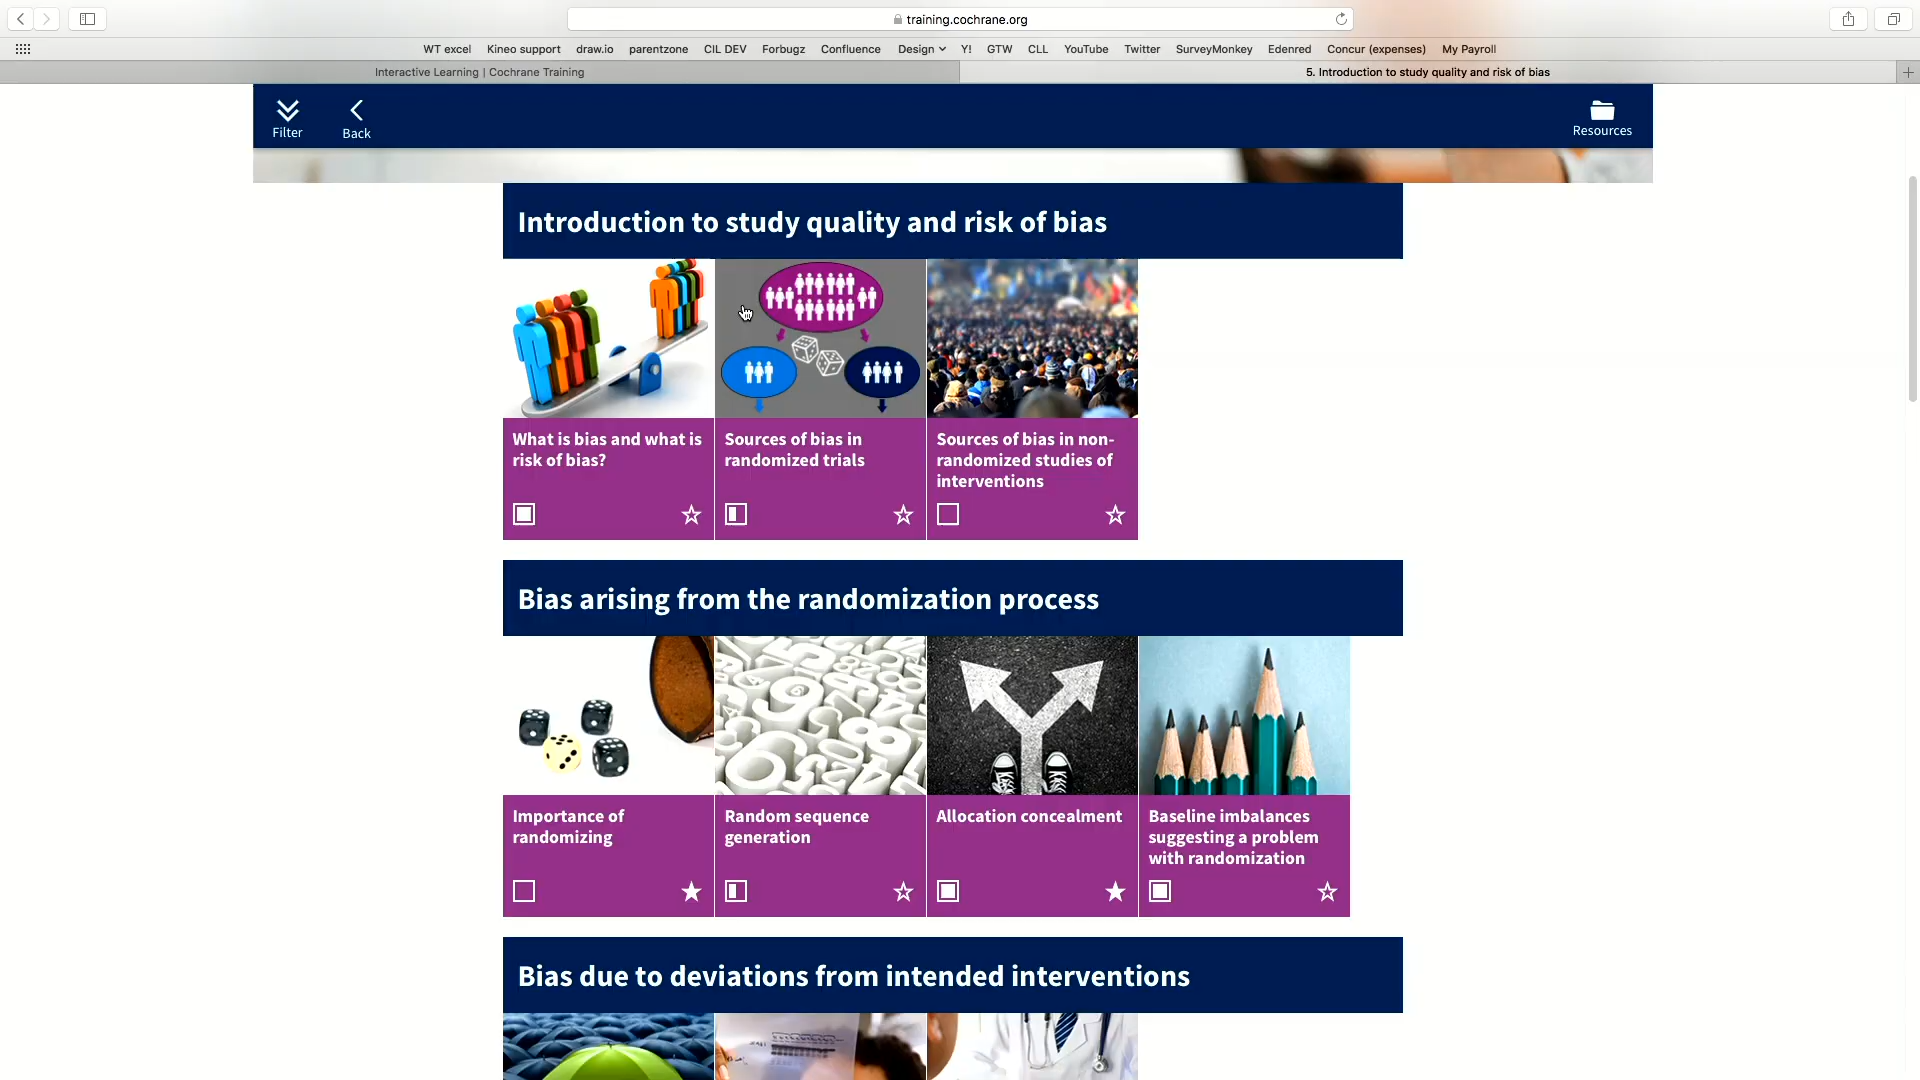 training.cochrane.org
WT excel Kineo support draw.io parentzone CIL DEV Forbugz Confluence Design Y! GTW CLL YouTube Twitter SurveyMonkey Edenred Concur (expenses) My Payroll
Interactive Learning | Cochrane Training
5. Introduction to study quality and risk of bias
Filter
Back
Resources
Introduction to study quality and risk of bias
What is bias and what is
risk of bias?
Sources of bias in
randomized trials
Sources of bias in non-
randomized studies of
interventions
Bias arising from the randomization process
Importance of
randomizing
Random sequence
generation
Allocation concealment
Baseline imbalances
suggesting a problem
with randomization
Bias due to deviations from intended interventions